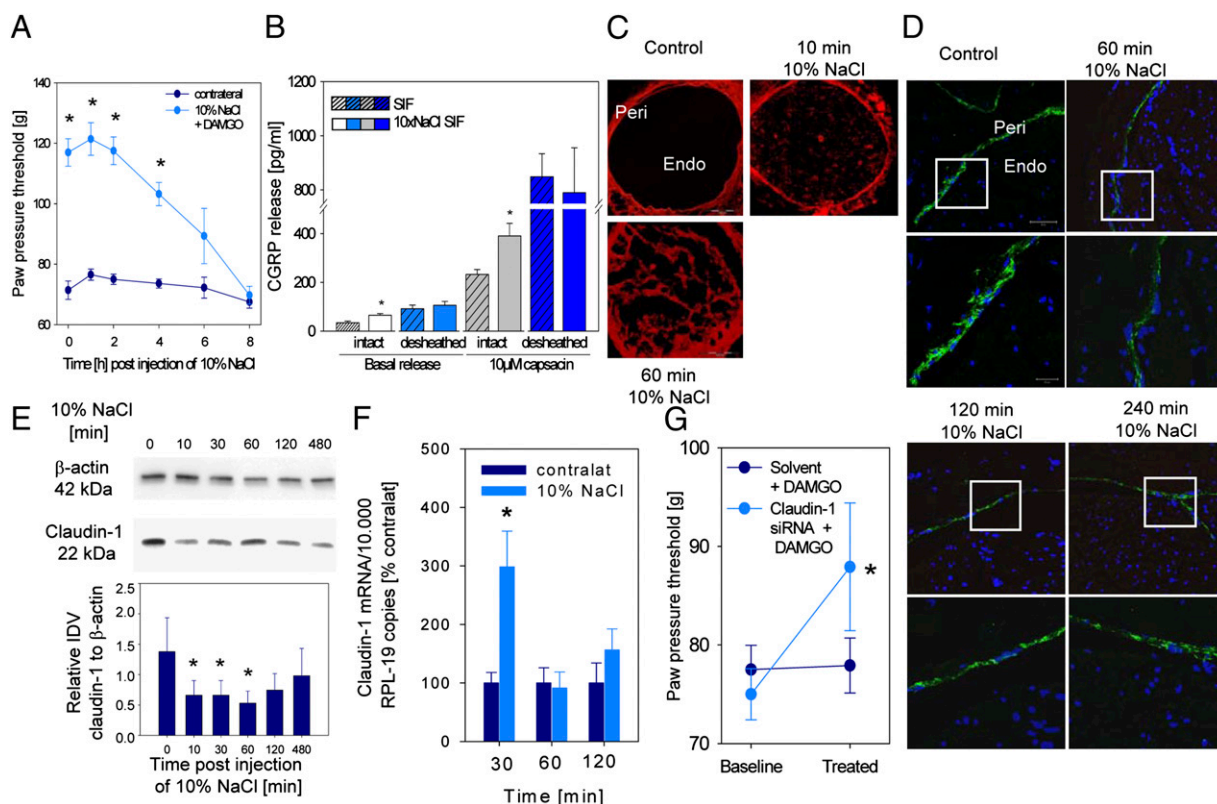 A
Paw pressure threshold [g]
140
120
100
80
60
contrateral
10% NaCl
+ DAMGO
*
*
*
*
0 2 4 6 8
Time [h] post injection of 10% NaCl
B
CGRP release [pg/ml]
1200
1000
800
600
400
200
0
SIF
10xNaCl SIF
*
*
intact desheathed intact desheathed
Basal release 10µM capsacin
C
Control
10 min
10% NaCl
Peri
Endo
60 min
10% NaCl
D
Control
60 min
10% NaCl
Peri
Endo
120 min
10% NaCl
240 min
10% NaCl
E
10% NaCl
[min]
0 10 30 60 120 480
β-actin
42 kDa
Claudin-1
22 kDa
Relative IDV
claudin-1 to β-actin
2.5
2.0
1.5
1.0
0.5
0.0
* * *
0 10 30 60 120 480
Time post injection
of 10% NaCl [min]
F
Claudin-1 mRNA/10.000
RPL-19 copies [% contralat]
500
400
300
200
100
0
contralat
10% NaCl
*
30 60 120
Time [min]
G
Paw pressure threshold [g]
100
90
80
70
Solvent
+ DAMGO
Claudin-1
siRNA +
DAMGO
*
Baseline Treated